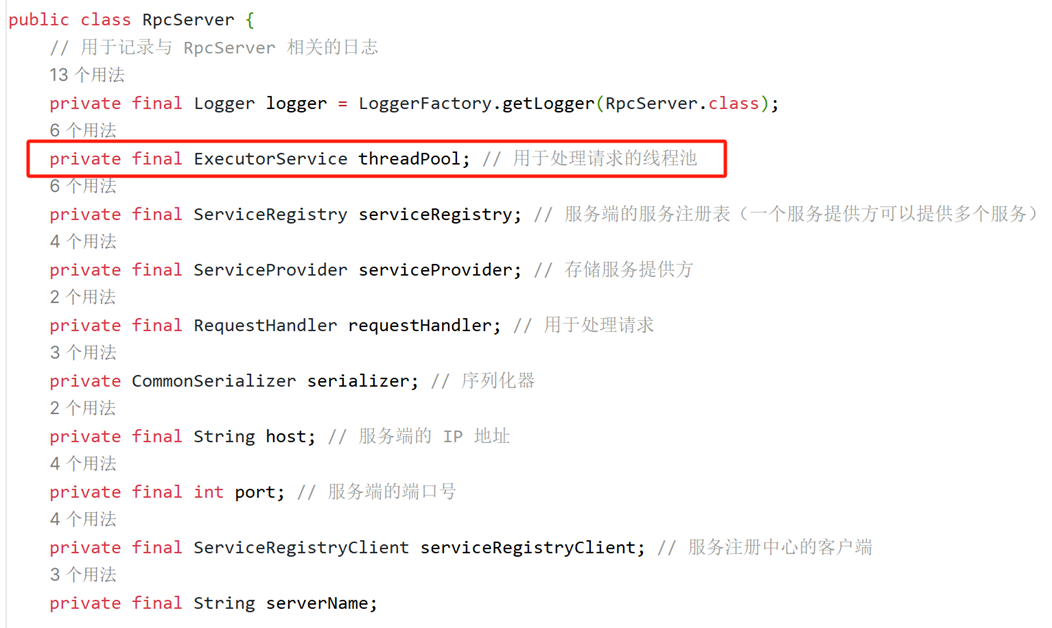 public class RpcServer {
// 用于记录与 RpcServer 相关的日志
13 个用法
private final Logger logger = LoggerFactory.getLogger(RpcServer.class);
6 个用法
private final ExecutorService threadPool; // 用于处理请求的线程池
6 个用法
private final ServiceRegistry serviceRegistry; // 服务端的服务注册表（一个服务提供方可以提供多个服务）
4 个用法
private final ServiceProvider serviceProvider; // 存储服务提供方
2 个用法
private final RequestHandler requestHandler; // 用于处理请求
3 个用法
private CommonSerializer serializer; // 序列化器
2 个用法
private final String host; // 服务端的 IP 地址
4 个用法
private final int port; // 服务端的端口号
4 个用法
private final ServiceRegistryClient serviceRegistryClient; // 服务注册中心的客户端
3 个用法
private final String serverName;